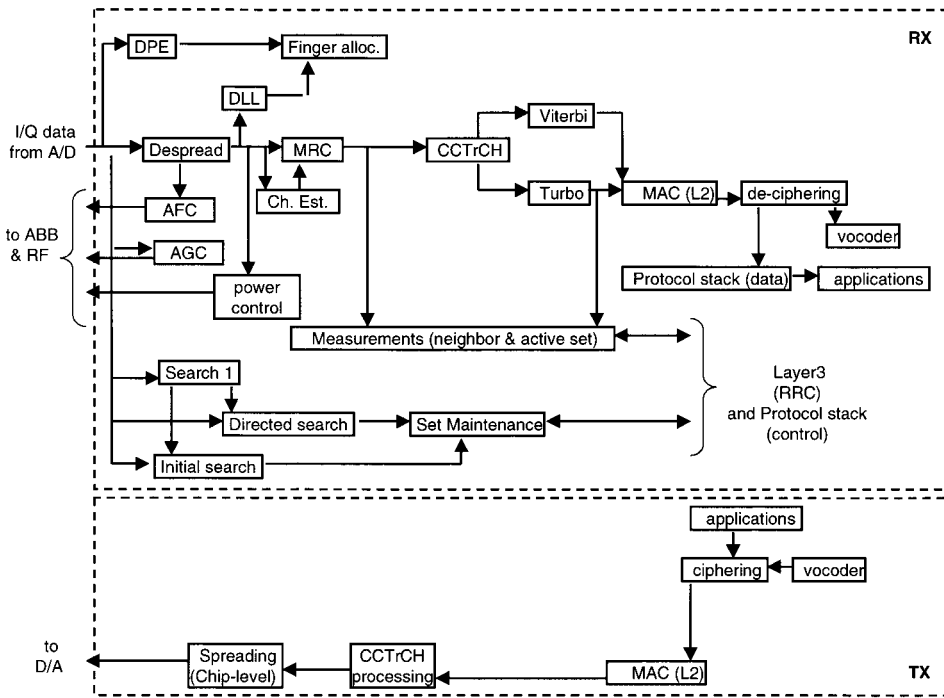 RX
DPE
Finger alloc.
DLL
Viterbi
I/Q data
from A/D
Despread
MRC
CCTrCH
Ch. Est.
Turbo
MAC (L2)
de-ciphering
AFC
to ABB
& RF
AGC
vocoder
power
control
Protocol stack (data)
applications
Measurements (neighbor & active set)
Search 1
Layer3
(RRC)
and Protocol stack
(control)
Directed search
Set Maintenance
Initial search
applications
ciphering
vocoder
to
D/A
Spreading
(Chip-level)
CCTrCH
processing
MAC (L2)
TX